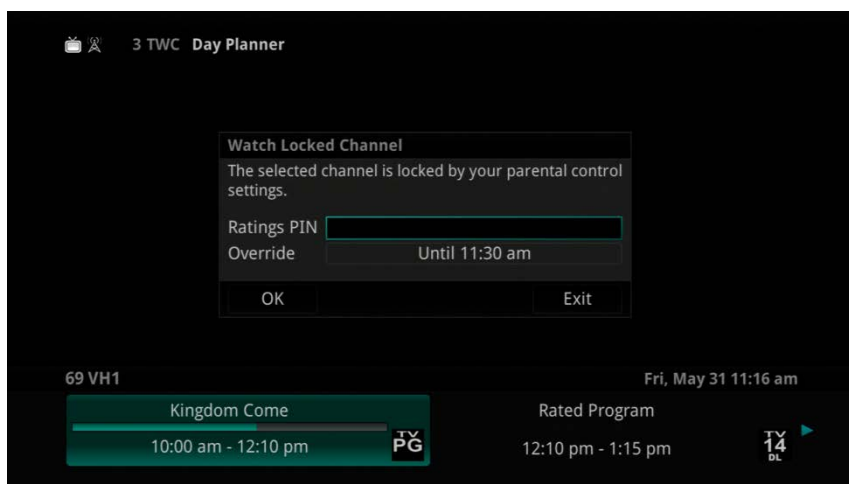 3 TWC Day Planner
Watch Locked Channel
The selected channel is locked by your parental control
settings.
Ratings PIN
Override Until 11:30 am
OK Exit
69 VH1 Fri, May 31 11:16 am
Kingdom Come Rated Program
10:00 am - 12:10 pm TV PG 12:10 pm - 1:15 pm TV 14 DL